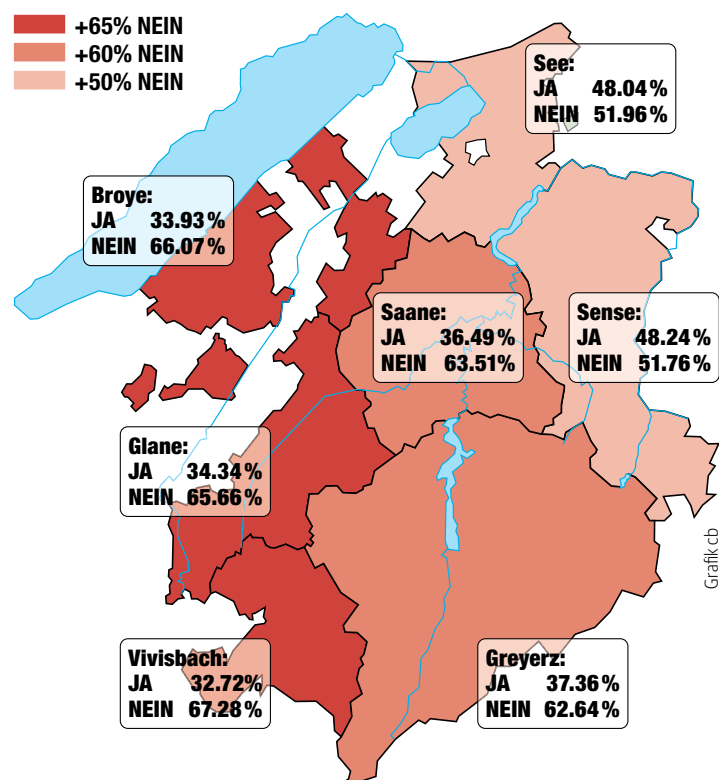 +65% NEIN
+60% NEIN
+50% NEIN
See:
JA 48.04%
NEIN 51.96%
Broye:
JA 33.93%
NEIN 66.07%
Saane:
JA 36.49%
NEIN 63.51%
Sense:
JA 48.24%
NEIN 51.76%
Glane:
JA 34.34%
NEIN 65.66%
Vivisbach:
JA 32.72%
NEIN 67.28%
Greyerz:
JA 37.36%
NEIN 62.64%
Grafik cb